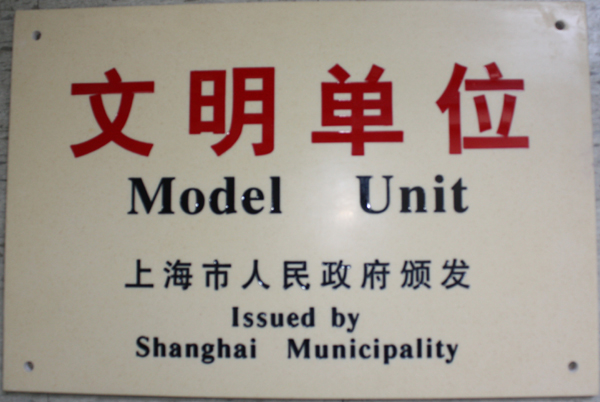 文明单位
Model Unit
上海市人民政府颁发
Issued by
Shanghai Municipality